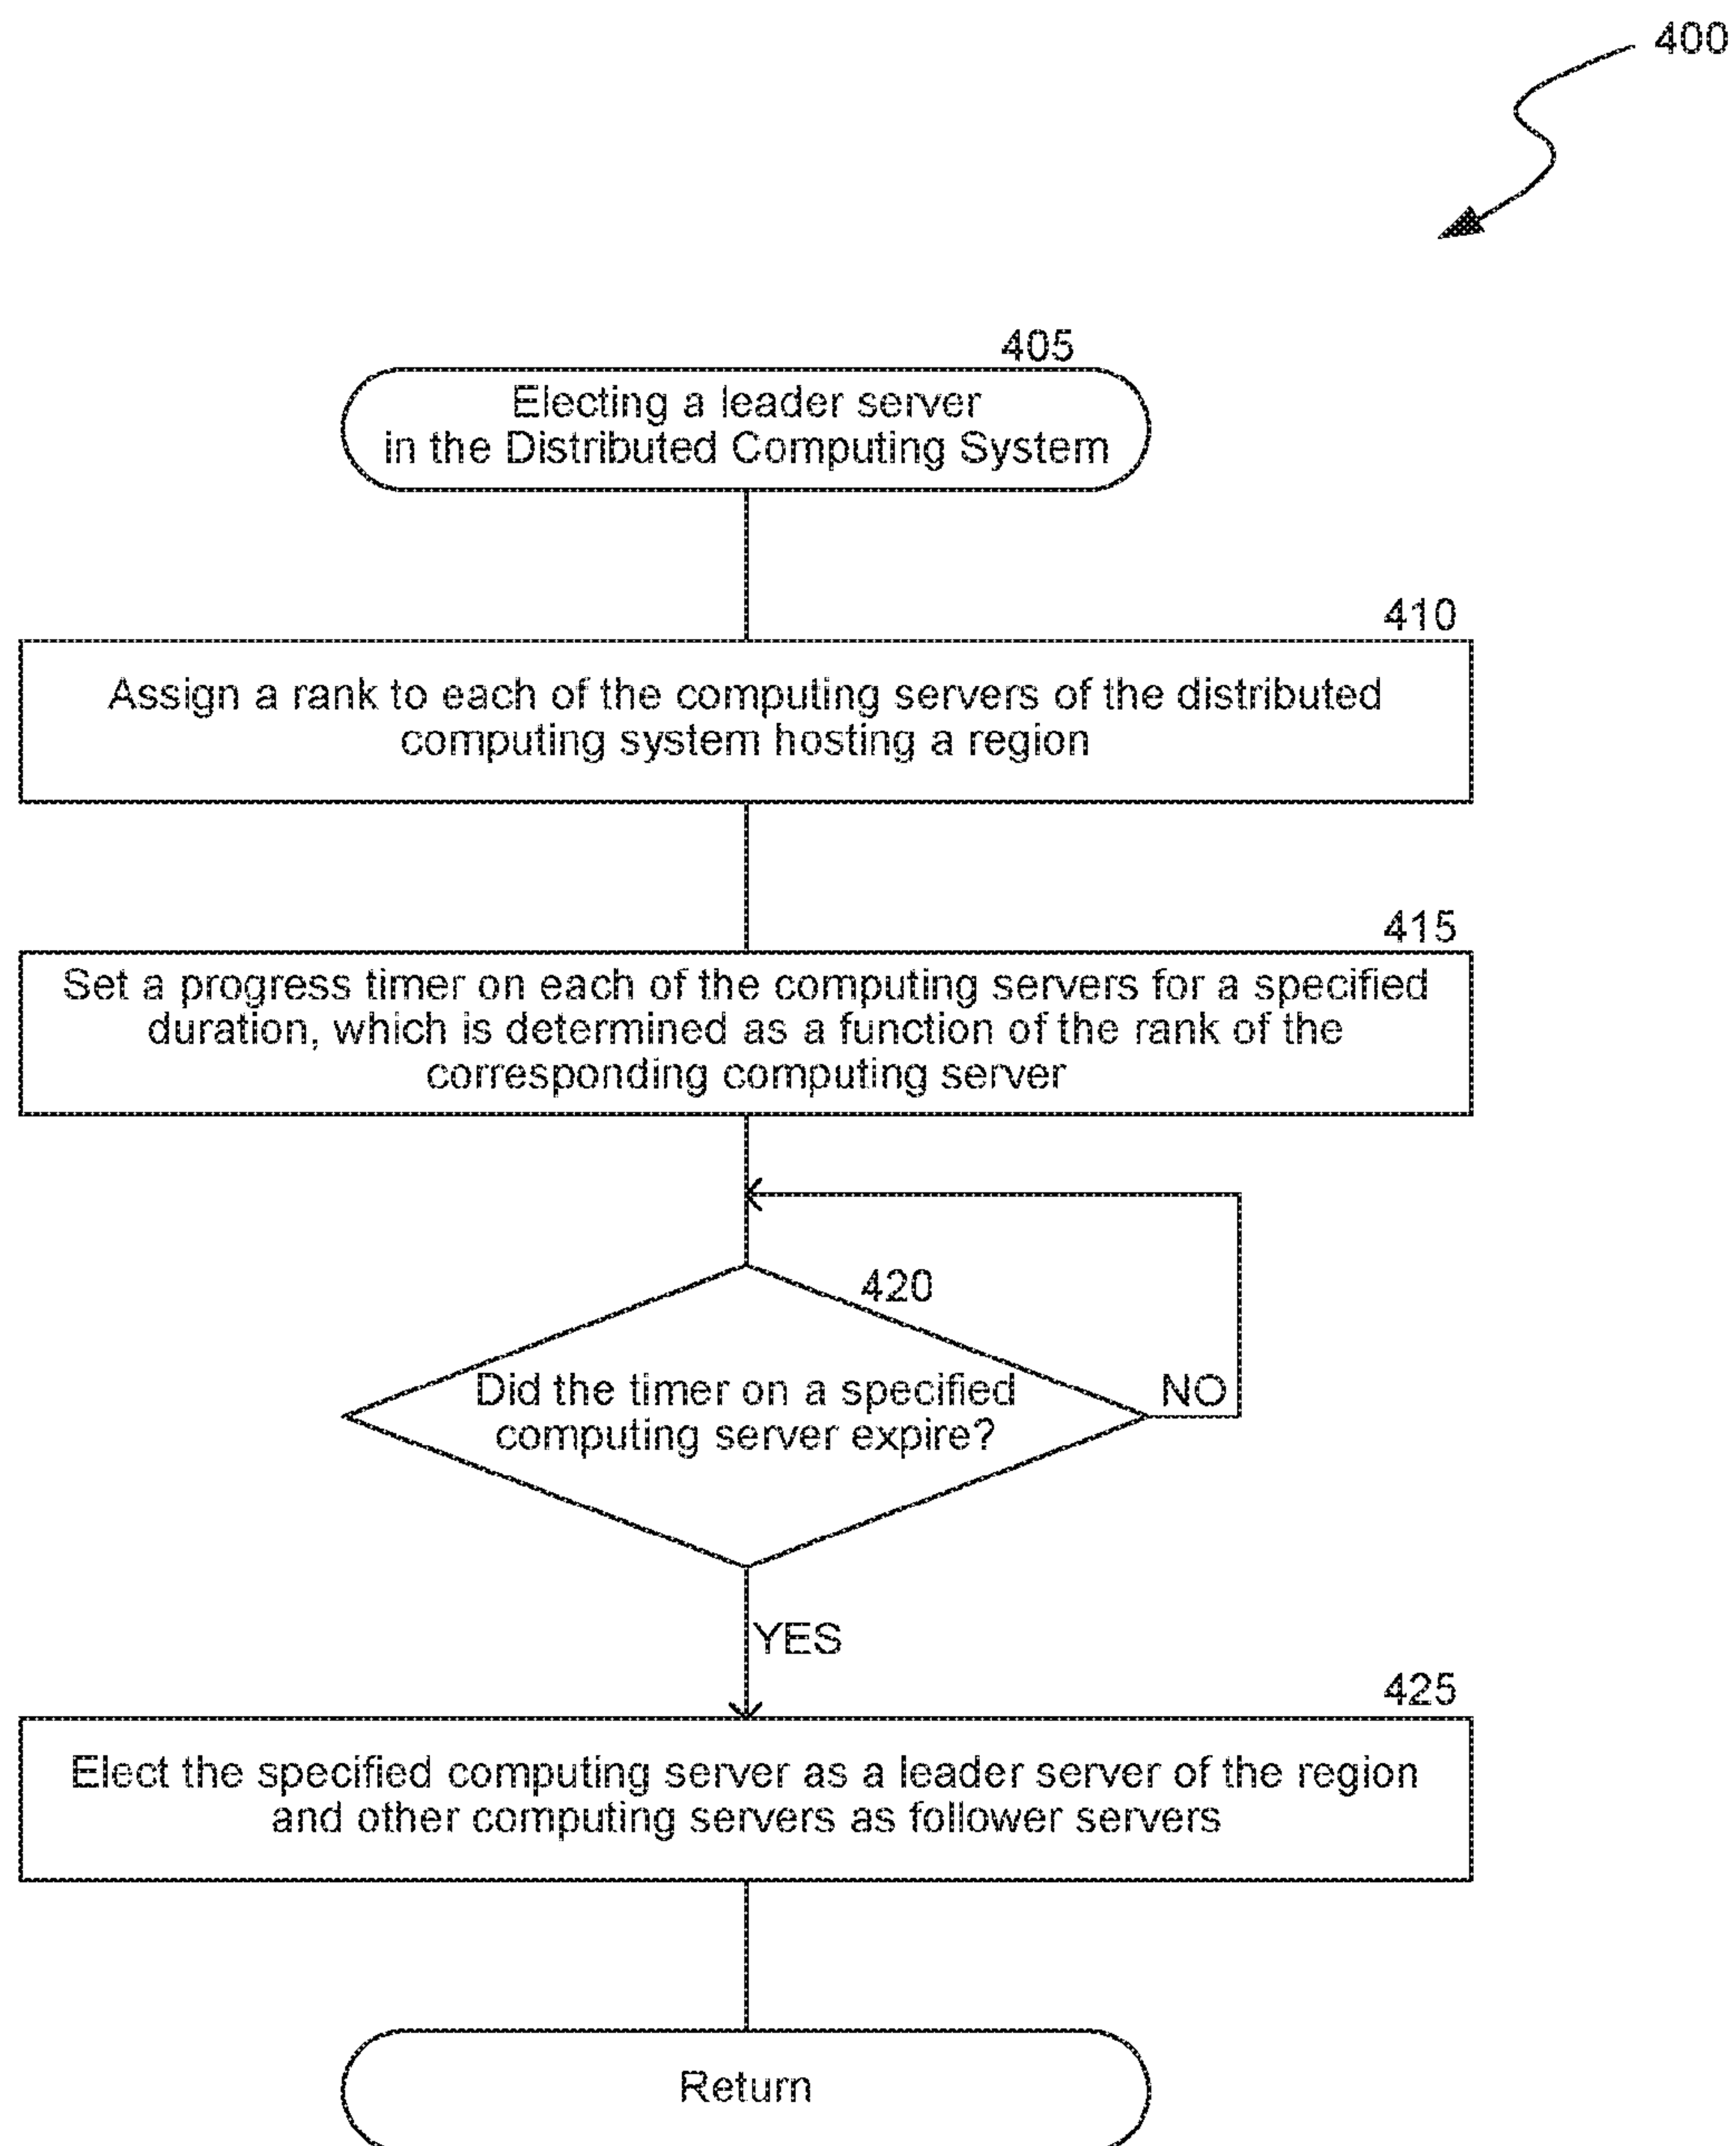 400
405
Electing a leader server
in the Distributed Computing System
410
Assign a rank to each of the computing servers of the distributed
computing system hosting a region
415
Set a progress timer on each of the computing servers for a specified
duration, which is determined as a function of the rank of the
corresponding computing server
420
Did the timer on a specified
computing server expire?
NO
YES
425
Elect the specified computing server as a leader server of the region
and other computing servers as follower servers
Return